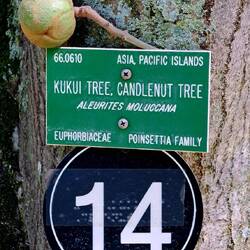 66.0610 ASIA, PACIFIC ISLANDS
KUKUI TREE, CANDLENUT TREE
ALEURITES MOLUCCANA
EUPHORBIACEAE POINSETTIA FAMILY
14